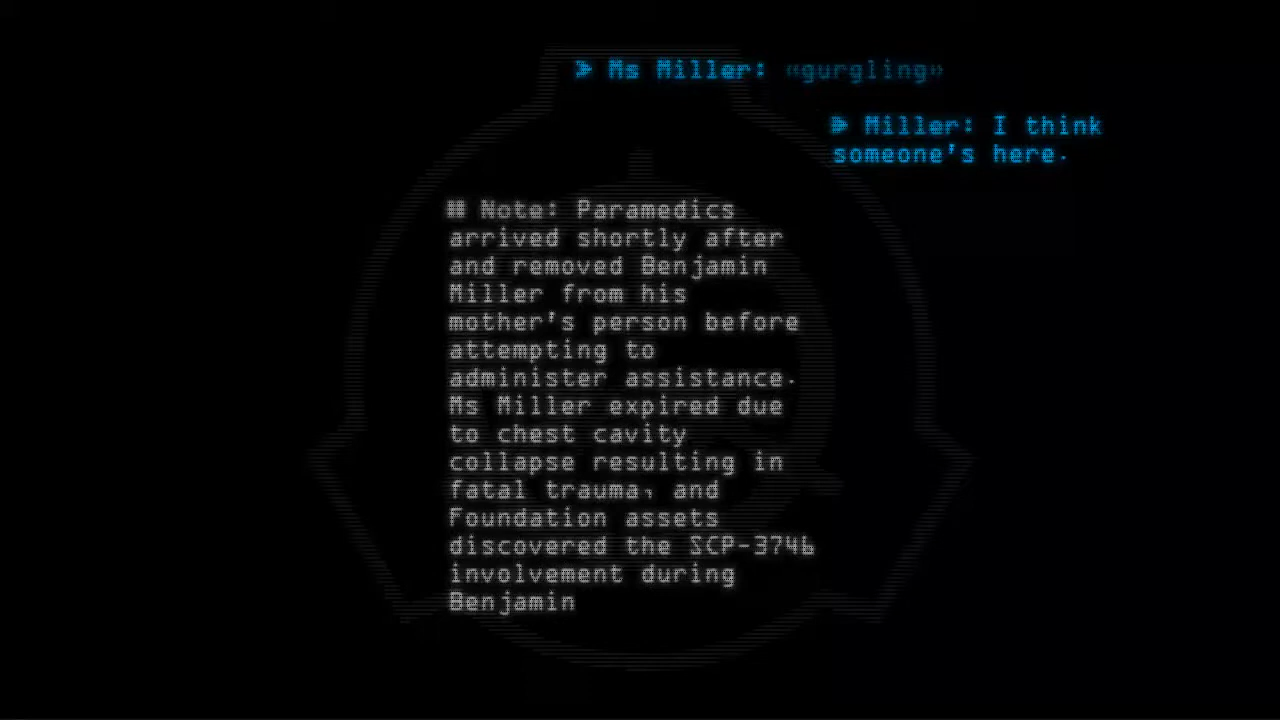 > Ms Miller: «gurgling»
> Miller: I think
someone's here.
# Note: Paramedics
arrived shortly after
and removed Benjamin
Miller from his
mother's person before
attempting to
administer assistance.
Ms Miller expired due
to chest cavity
collapse resulting in
fatal trauma, and
Foundation assets
discovered the SCP-3746
involvement during
Benjamin